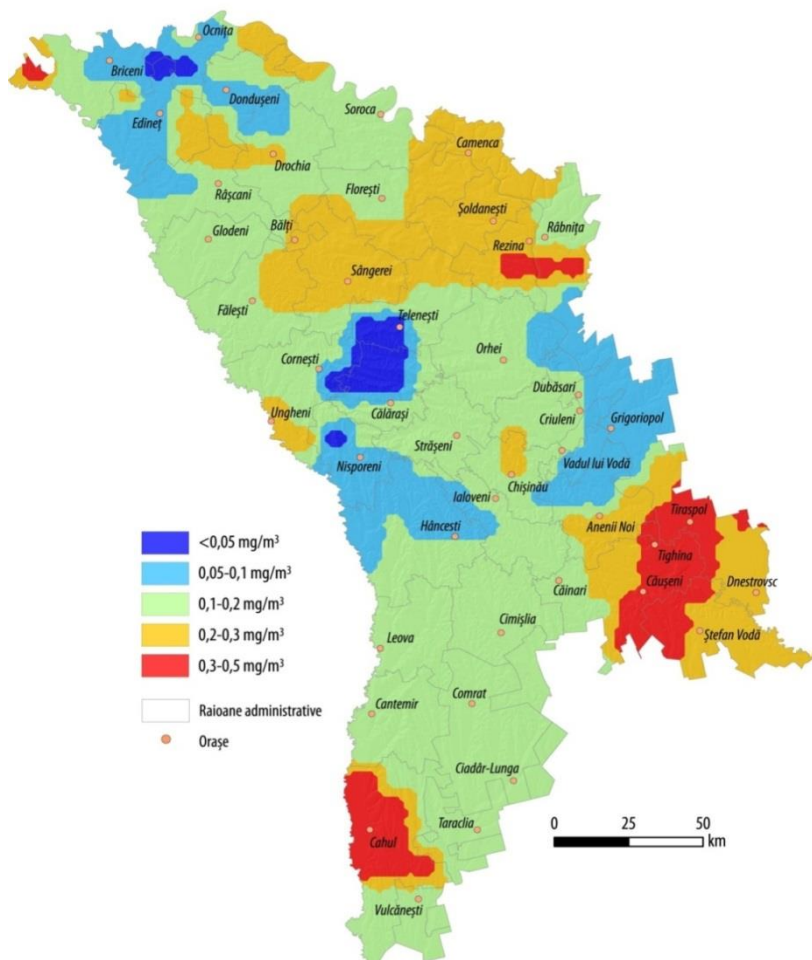 Ocnița
Briceni
Dondușeni
Edineț
Soroca
Camenca
Drochia
Râșcani
Florești
Șoldanești
Râbnița
Glodeni
Bălți
Rezina
Sângerei
Fălești
Telenești
Cornești
Orhei
Dubăsari
Călărași
Criuleni
Grigoriopol
Ungheni
Strășeni
Nisporeni
Vadul lui Vodă
Chișinău
Ialoveni
Hâncesti
Anenii Noi
Tiraspol
Tighina
Căușeni
Dnestrovsc
Căinari
Ștefan Vodă
Cimișlia
Leova
Cantemir
Comrat
Ciadâr-Lunga
Taraclia
Cahul
Vulcănești
<0,05 mg/m³
0,05-0,1 mg/m³
0,1-0,2 mg/m³
0,2-0,3 mg/m³
0,3-0,5 mg/m³
Raioane administrative
Orașe
0 25 50
km